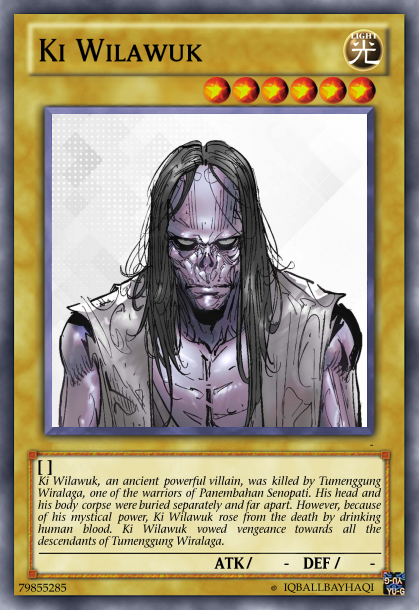 Ki Wilawuk
LIGHT
光
[ ]
Ki Wilawuk, an ancient powerful villain, was killed by Tumenggung
Wiralaga, one of the warriors of Panembahan Senopati. His head and
his body corpse were buried separately and far apart. However, because
of his mystical power, Ki Wilawuk rose from the death by drinking
human blood. Ki Wilawuk vowed vengeance towards all the
descendants of Tumenggung Wiralaga.
ATK / - DEF / -
79855285 © IQBALLBAYHAQI
YU-G